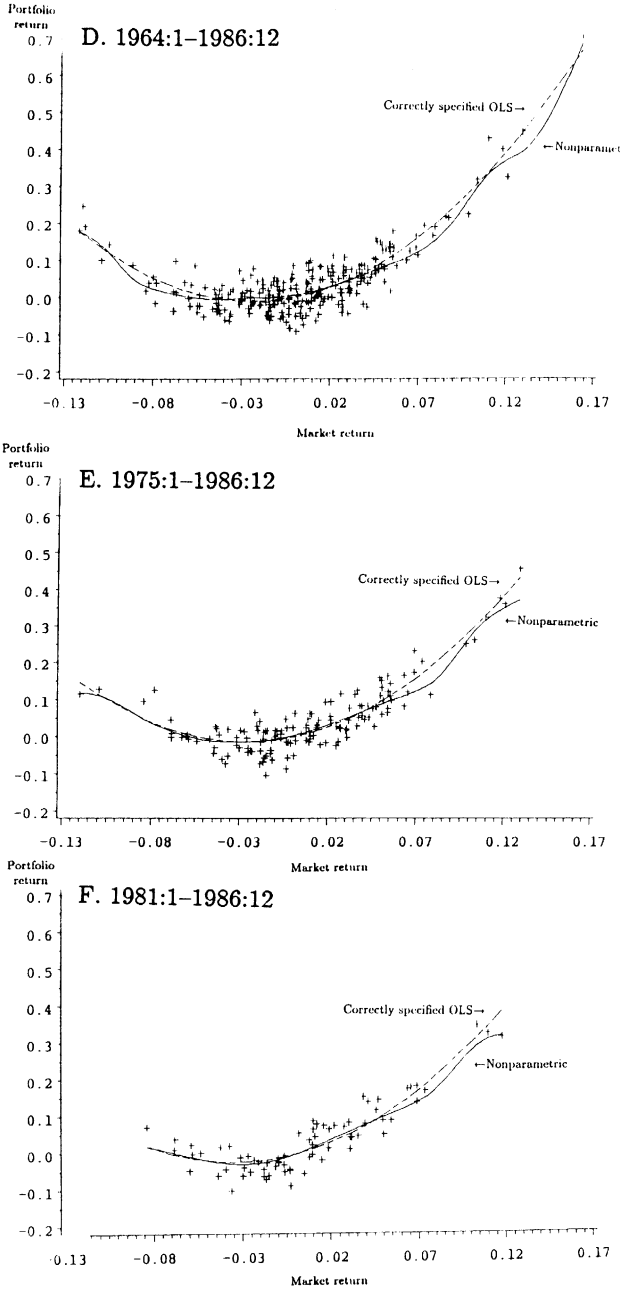 Portfolio
return
D. 1964:1–1986:12
0.7
0.6
Correctly specified OLS→
0.5
0.4
←Nonparamet
0.3
0.2
0.1
0.0
-0.1
-0.2
-0.13 -0.08 -0.03 0.02 0.07 0.12 0.17
Market return
Portfolio
return
E. 1975:1–1986:12
0.7
0.6
0.5
Correctly specified OLS→
0.4
0.3
←Nonparametric
0.2
0.1
0.0
-0.1
-0.2
-0.13 -0.08 -0.03 0.02 0.07 0.12 0.17
Market return
Portfolio
return
F. 1981:1–1986:12
0.7
0.6
0.5
0.4
Correctly specified OLS→
0.3
←Nonparametric
0.2
0.1
0.0
-0.1
-0.2
-0.13 -0.08 -0.03 0.02 0.07 0.12 0.17
Market return